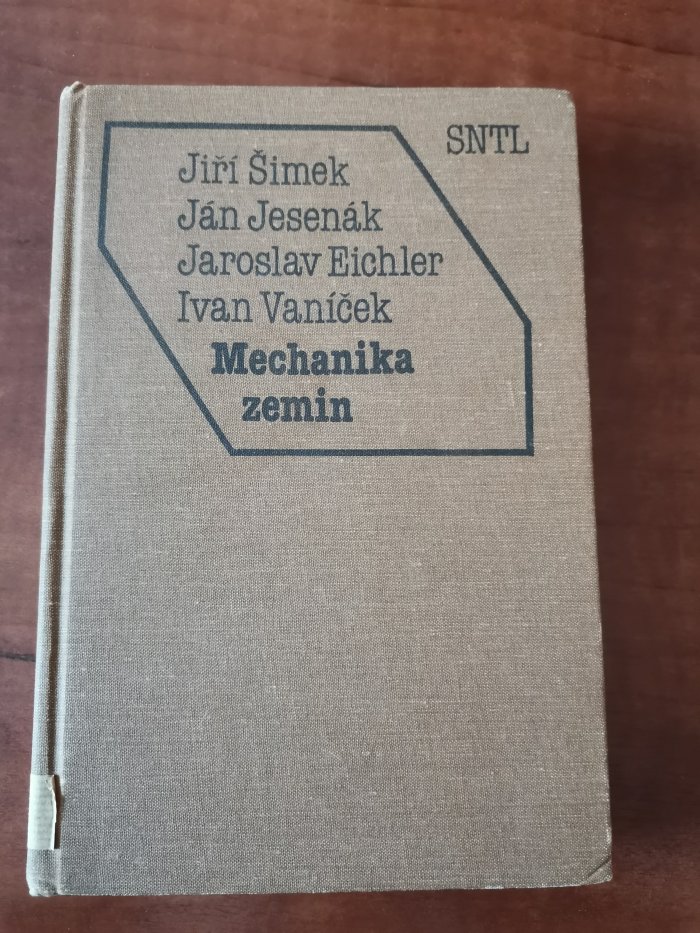 SNTL
Jiří Šimek
Ján Jesenák
Jaroslav Eichler
Ivan Vaníček
Mechanika
zemin